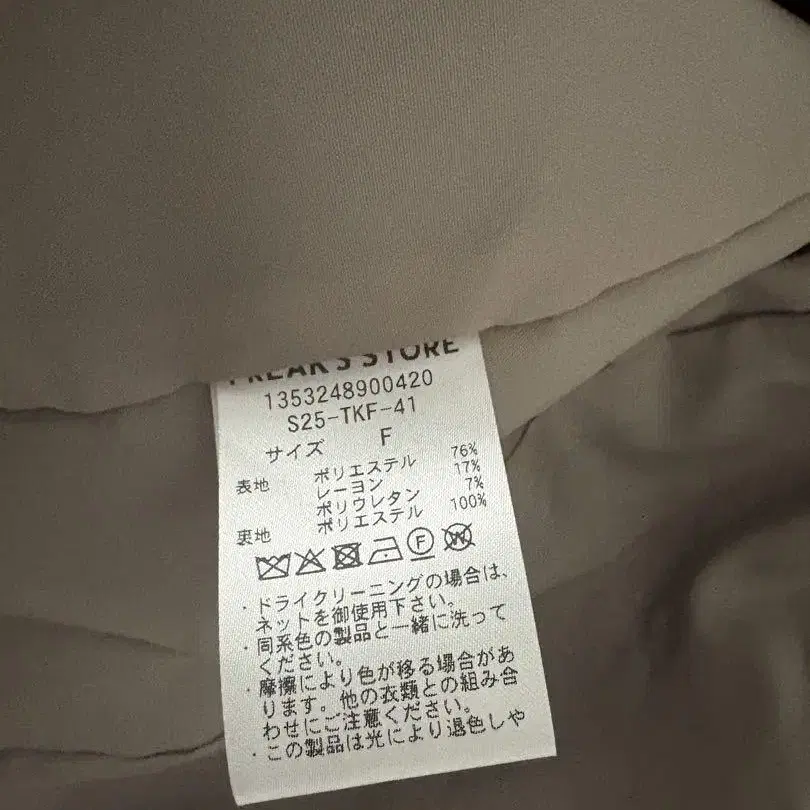 FREAK'S STORE
1353248900420
S25-TKF-41
サイズ F
表地 ポリエステル 76%
レーヨン 17%
ポリウレタン 7%
裏地 ポリエステル 100%
F W
・ドライクリーニングの場合は、
ネットを御使用下さい。
・同系色の製品と一緒に洗って
ください。
・摩擦により色が移る場合があ
ります。他の衣類との組み合
わせにご注意ください。
・この製品は光により退色しや